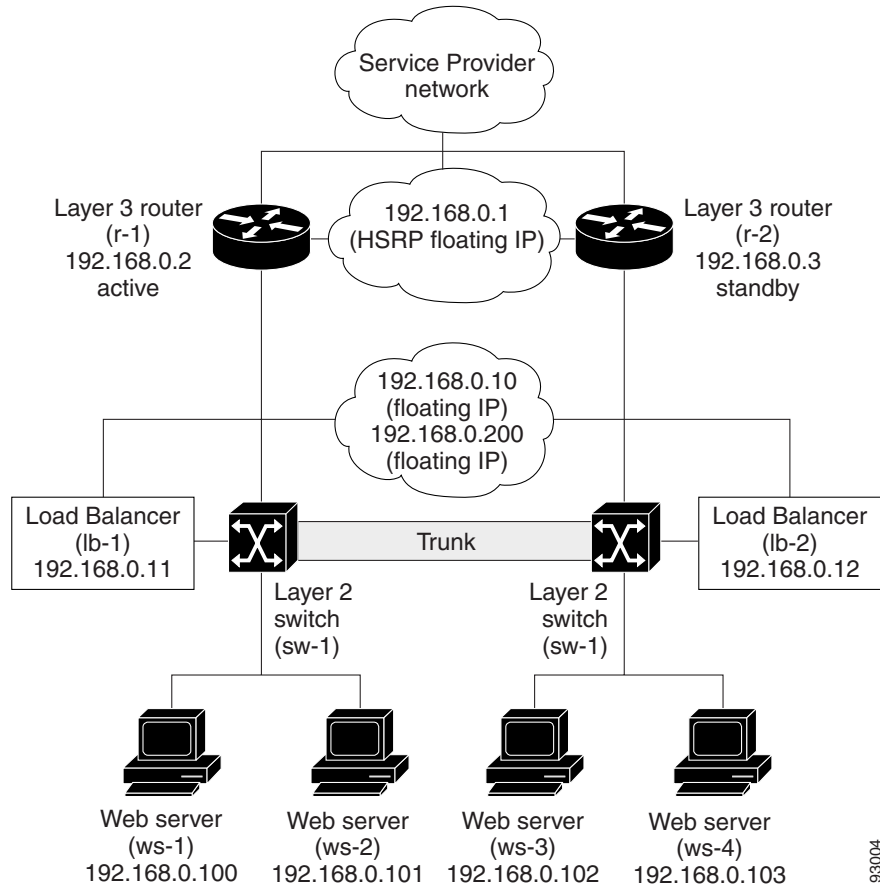 Service Provider
network
Layer 3 router
(r-1)
192.168.0.2
active
192.168.0.1
(HSRP floating IP)
Layer 3 router
(r-2)
192.168.0.3
standby
192.168.0.10
(floating IP)
192.168.0.200
(floating IP)
Load Balancer
(lb-1)
192.168.0.11
Trunk
Load Balancer
(lb-2)
192.168.0.12
Layer 2
switch
(sw-1)
Layer 2
switch
(sw-1)
Web server
(ws-1)
192.168.0.100
Web server
(ws-2)
192.168.0.101
Web server
(ws-3)
192.168.0.102
Web server
(ws-4)
192.168.0.103
93004